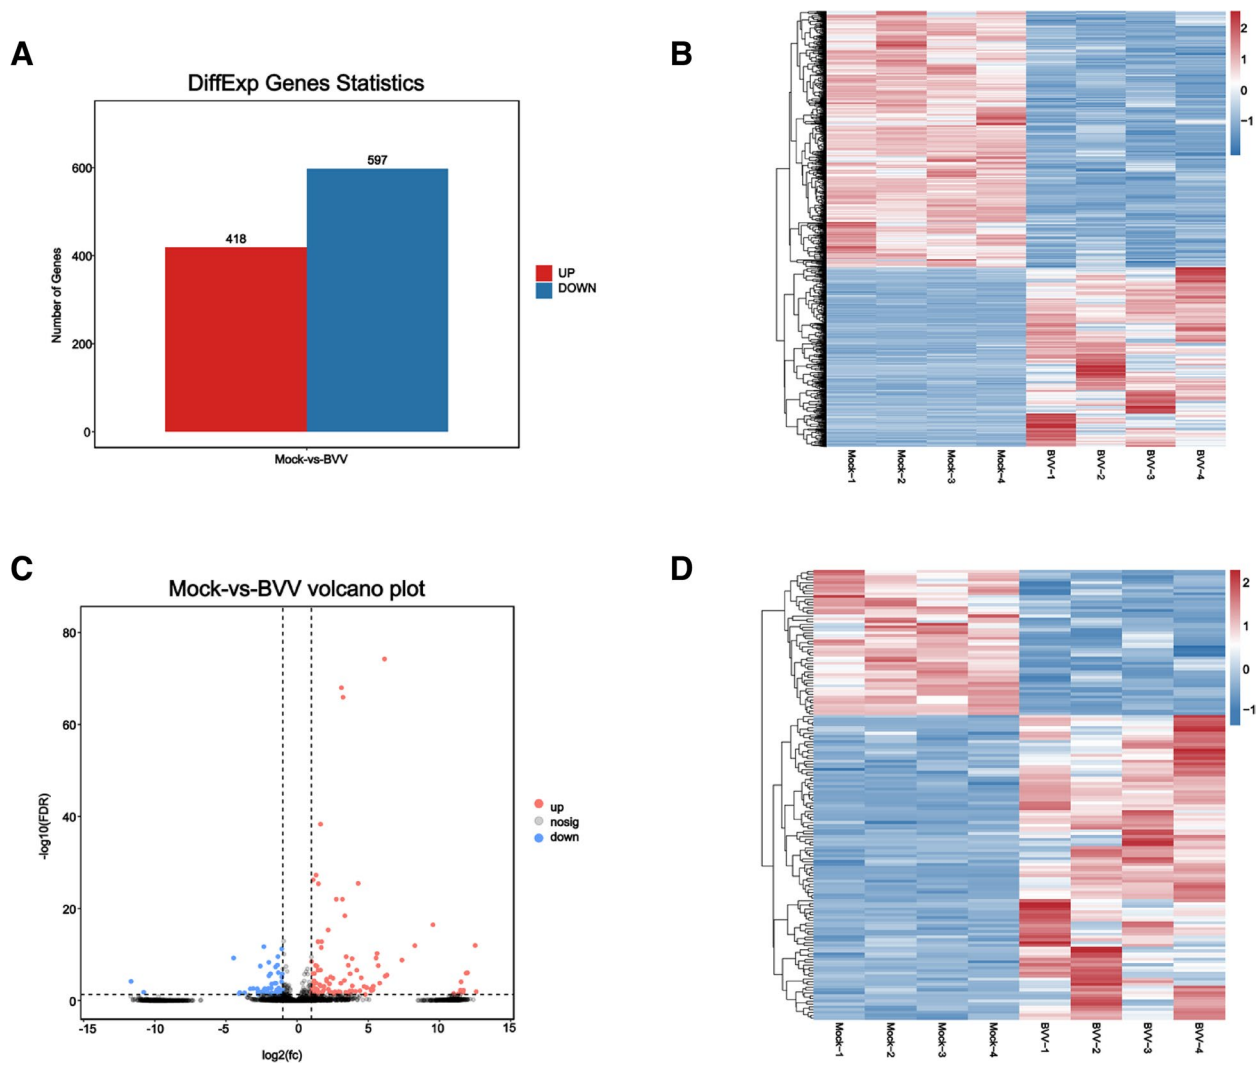 A
DiffExp Genes Statistics
Number of Genes
600
400
200
0
418
597
Mock-vs-BVV
UP
DOWN
B
2
1
0
−1
Mock−1
Mock−2
Mock−3
Mock−4
BVV−1
BVV−2
BVV−3
BVV−4
C
Mock-vs-BVV volcano plot
-log10(FDR)
80
60
40
20
0
-15
-10
-5
0
5
10
15
log2(fc)
up
nosig
down
D
2
1
0
−1
Mock−1
Mock−2
Mock−3
Mock−4
BVV−1
BVV−2
BVV−3
BVV−4